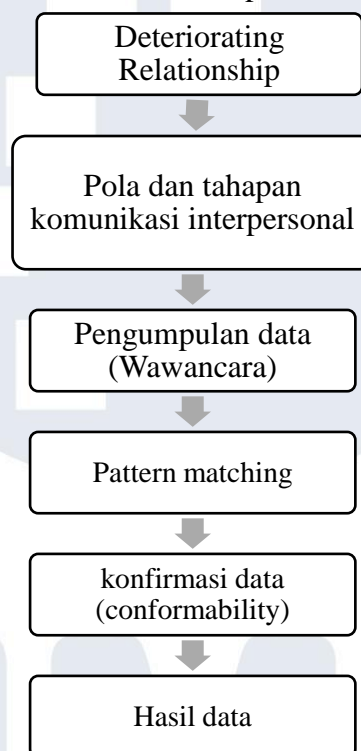 Deteriorating
Relationship
Pola dan tahapan
komunikasi interpersonal
Pengumpulan data
(Wawancara)
Pattern matching
konfirmasi data
(conformability)
Hasil data